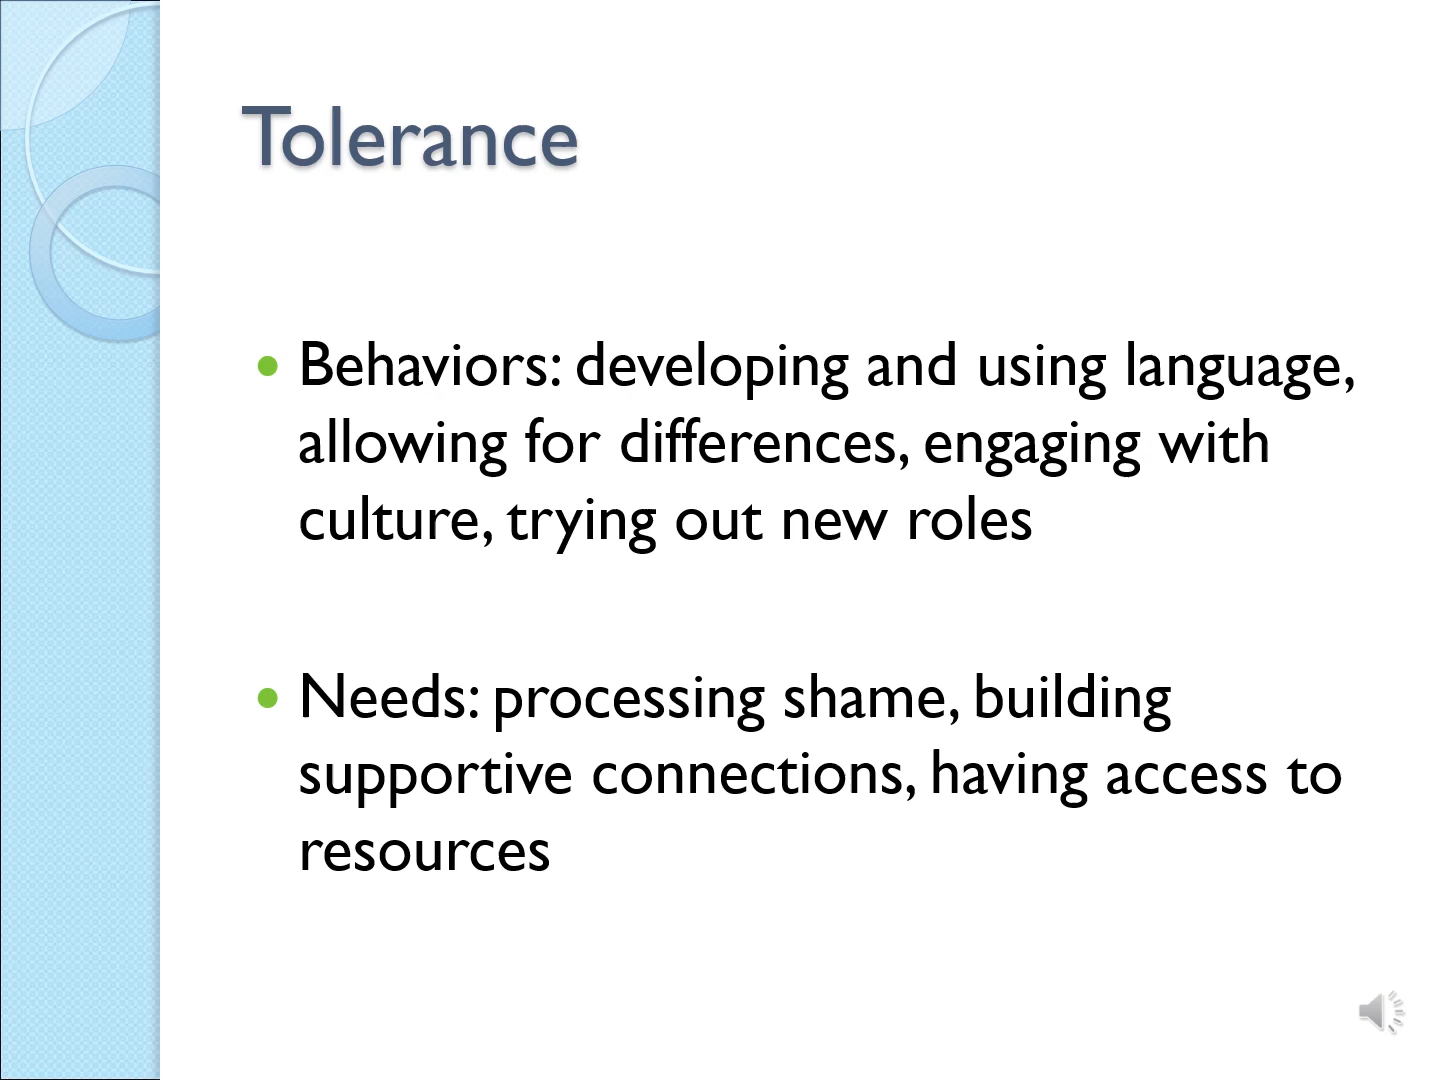 Tolerance
• Behaviors: developing and using language,
allowing for differences, engaging with
culture, trying out new roles
• Needs: processing shame, building
supportive connections, having access to
resources